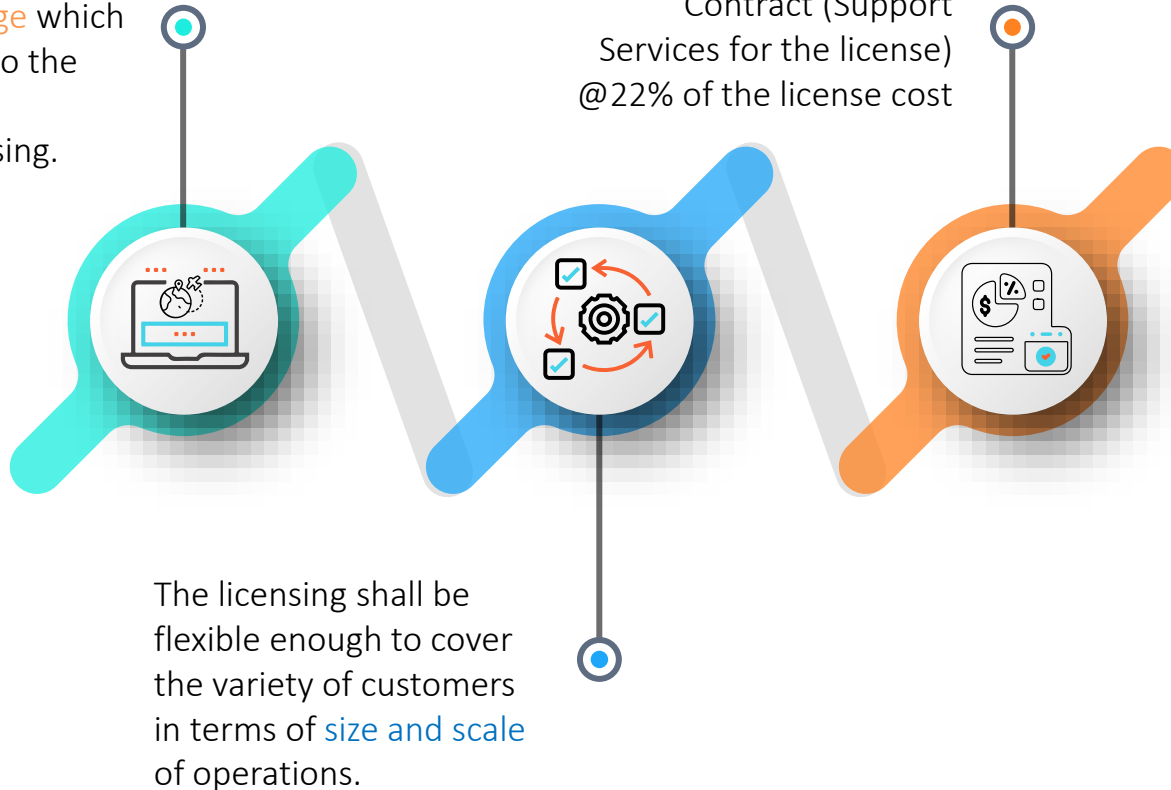 which
o the
sing.
Contract (Support
Services for the license)
@22% of the license cost
$ %
The licensing shall be
flexible enough to cover
the variety of customers
in terms of size and scale
of operations.